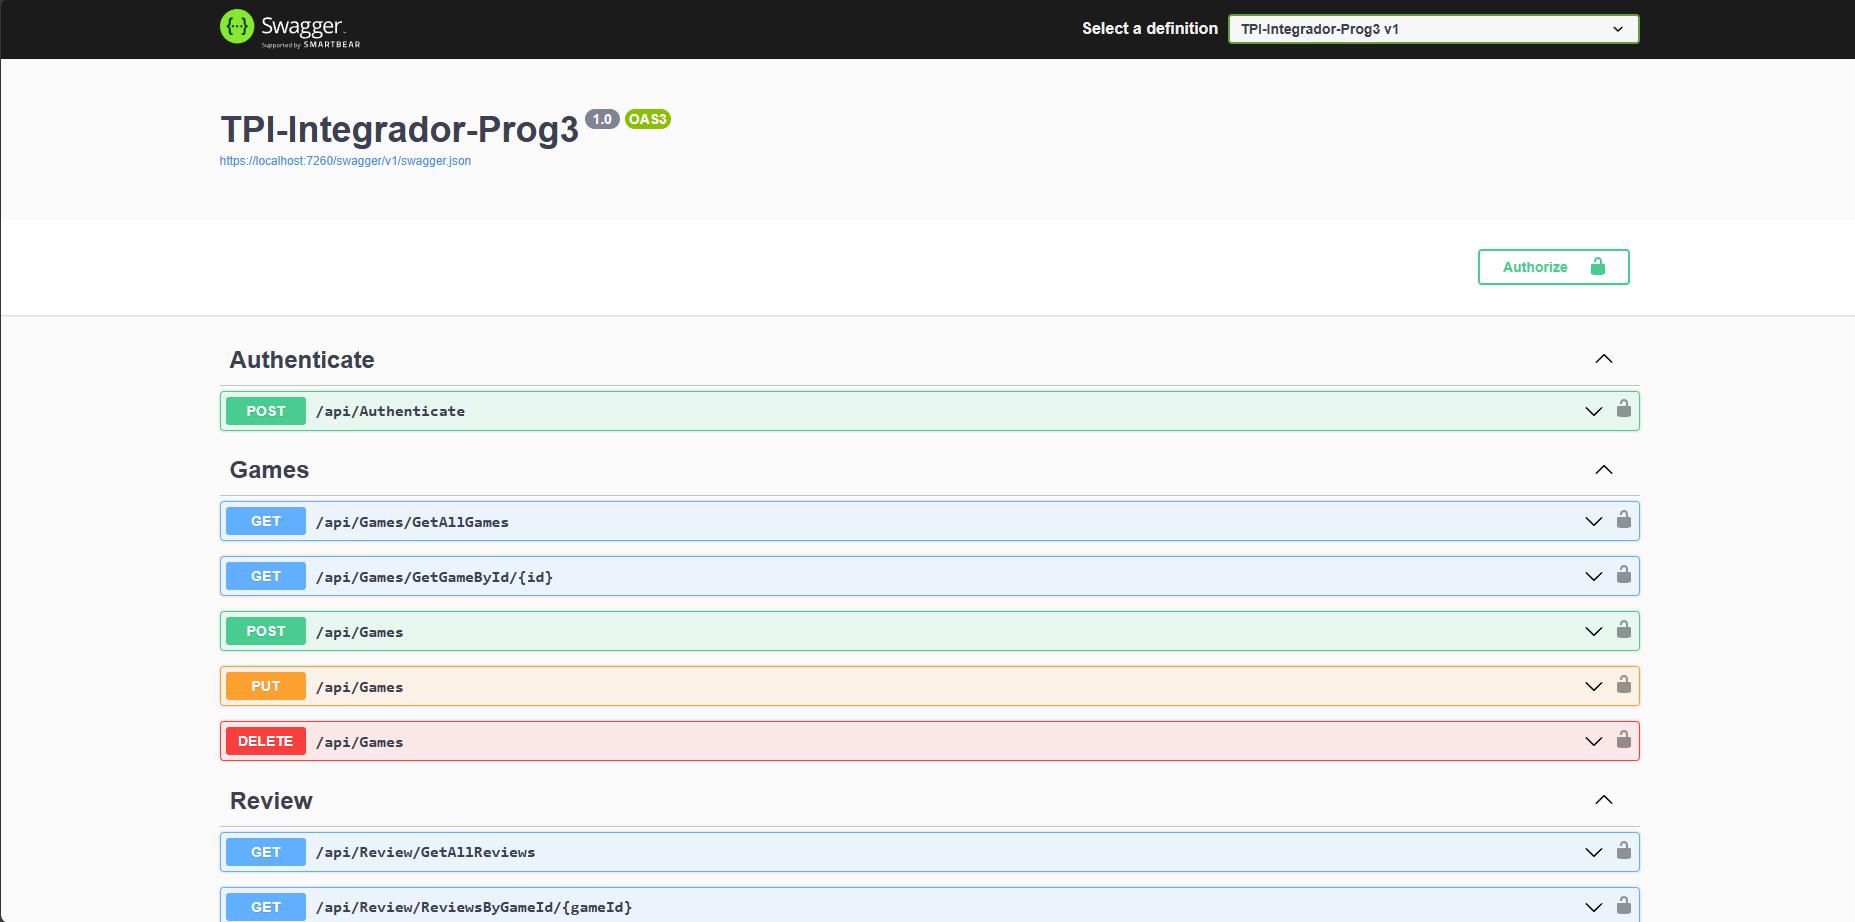 Swagger
Supported by SMARTBEAR
Select a definition
TPI-Integrador-Prog3 v1
TPI-Integrador-Prog3 1.0 OAS3
https://localhost:7260/swagger/v1/swagger.json
Authorize
Authenticate
POST /api/Authenticate
Games
GET /api/Games/GetAllGames
GET /api/Games/GetGameById/{id}
POST /api/Games
PUT /api/Games
DELETE /api/Games
Review
GET /api/Review/GetAllReviews
GET /api/Review/ReviewsByGameId/{gameId}